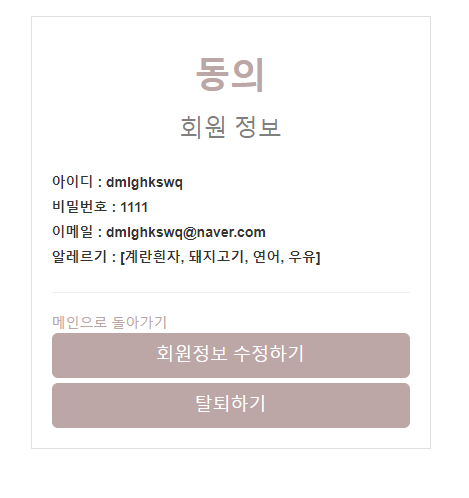 동의
회원 정보
아이디 : dmlghkswq
비밀번호 : 1111
이메일 : dmlghkswq@naver.com
알레르기 : [계란흰자, 돼지고기, 연어, 우유]
메인으로 돌아가기
회원정보 수정하기
탈퇴하기